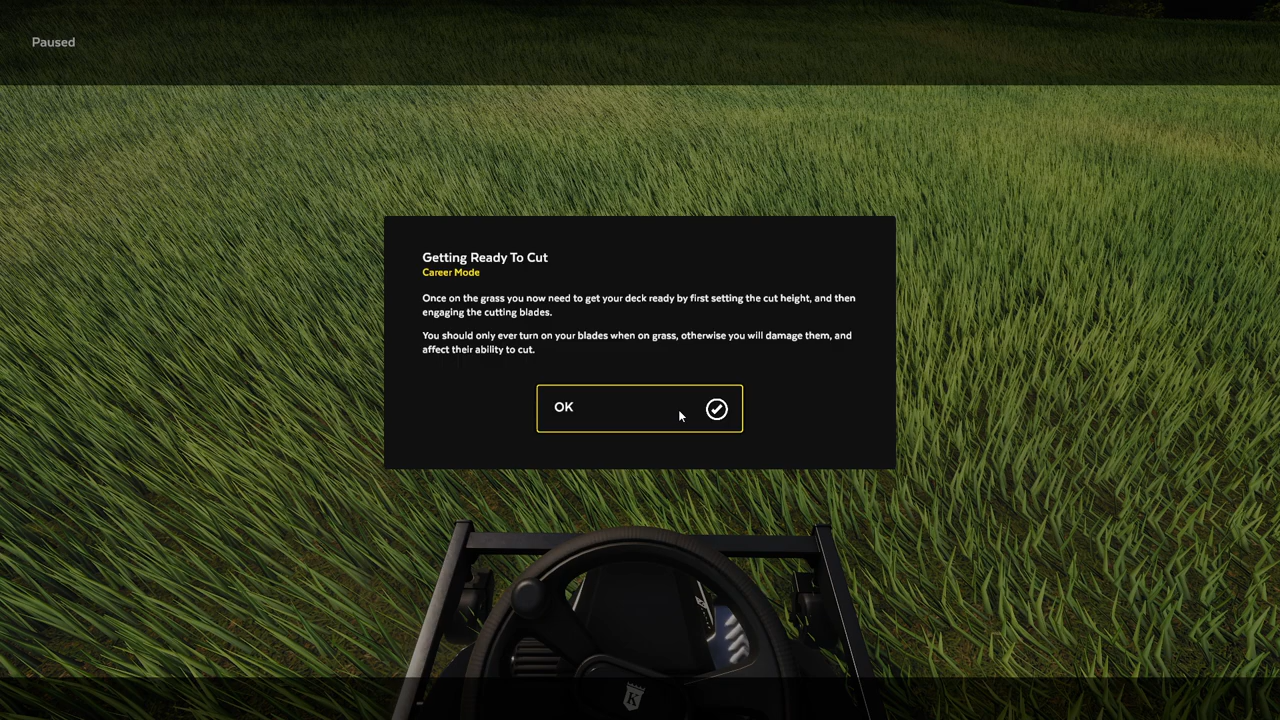 Paused
Getting Ready To Cut
Career Mode
Once on the grass you now need to get your deck ready by first setting the cut height, and then
engaging the cutting blades.
You should only ever turn on your blades when on grass, otherwise you will damage them, and
affect their ability to cut.
OK
K